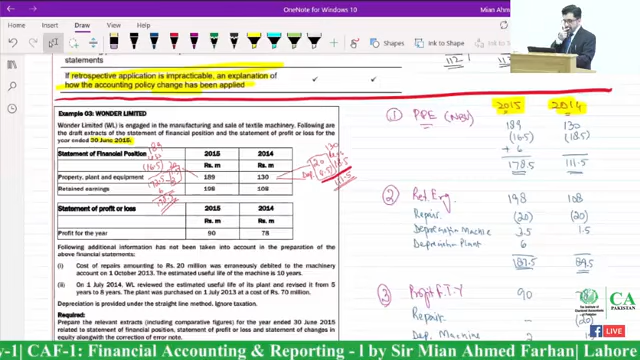 OneNote for Windows 10
Mian Ahmed
Home
Insert
Draw
View
Help
Shapes
Ink to Shape
statements
If retrospective application is impracticable, an explanation of
how the accounting policy change has been applied
✓ ✓
112
Example 03: WONDER LIMITED
Wonder Limited (WL) is engaged in the manufacturing and sale of textile machinery. Following are
the draft extracts of the statement of financial position and the statement of profit or loss for the
year ended 30 June 2015:
Statement of Financial Position 2015 2014
Rs. m Rs. m
Property, plant and equipment 189 130
Retained earnings 198 108
Statement of profit or loss 2015 2014
Rs. m Rs. m
Profit for the year 90 78
Following additional information has not been taken into account in the preparation of the
above financial statements:
(i) Cost of repairs amounting to Rs. 20 million was erroneously debited to the machinery
account on 1 October 2013. The estimated useful life of the machine is 10 years.
(ii) On 1 July 2014 WL reviewed the estimated useful life of its plant and revised it from 5
years to 8 years. The plant was purchased on 1 July 2013 at a cost of Rs. 70 million.
Depreciation is provided under the straight line method. Ignore taxation.
Prepare the relevant extracts (including comparative figures) for the year ended 30 June 2015
related to statement of financial position, statement of profit or loss and statement of changes in
equity alongwith the correction of error note.
2015 2014
① PPE (Nbv) 189 130
(16.5) (18.5)
+ 6
178.5 111.5
② Ret. Erg 198 108
Repair (20) (20)
Depreciation Machine 3.5 1.5
Depreciation Plant 6
187.5 89.5
③ Profit F.T.Y 90
Repair - (20)
Dep. Machine 2
CA
PAKISTAN
LIVE
y-1| CAF-1: Financial Accounting & Reporting - I by Sir Mian Ahmed Farhan| Lahore